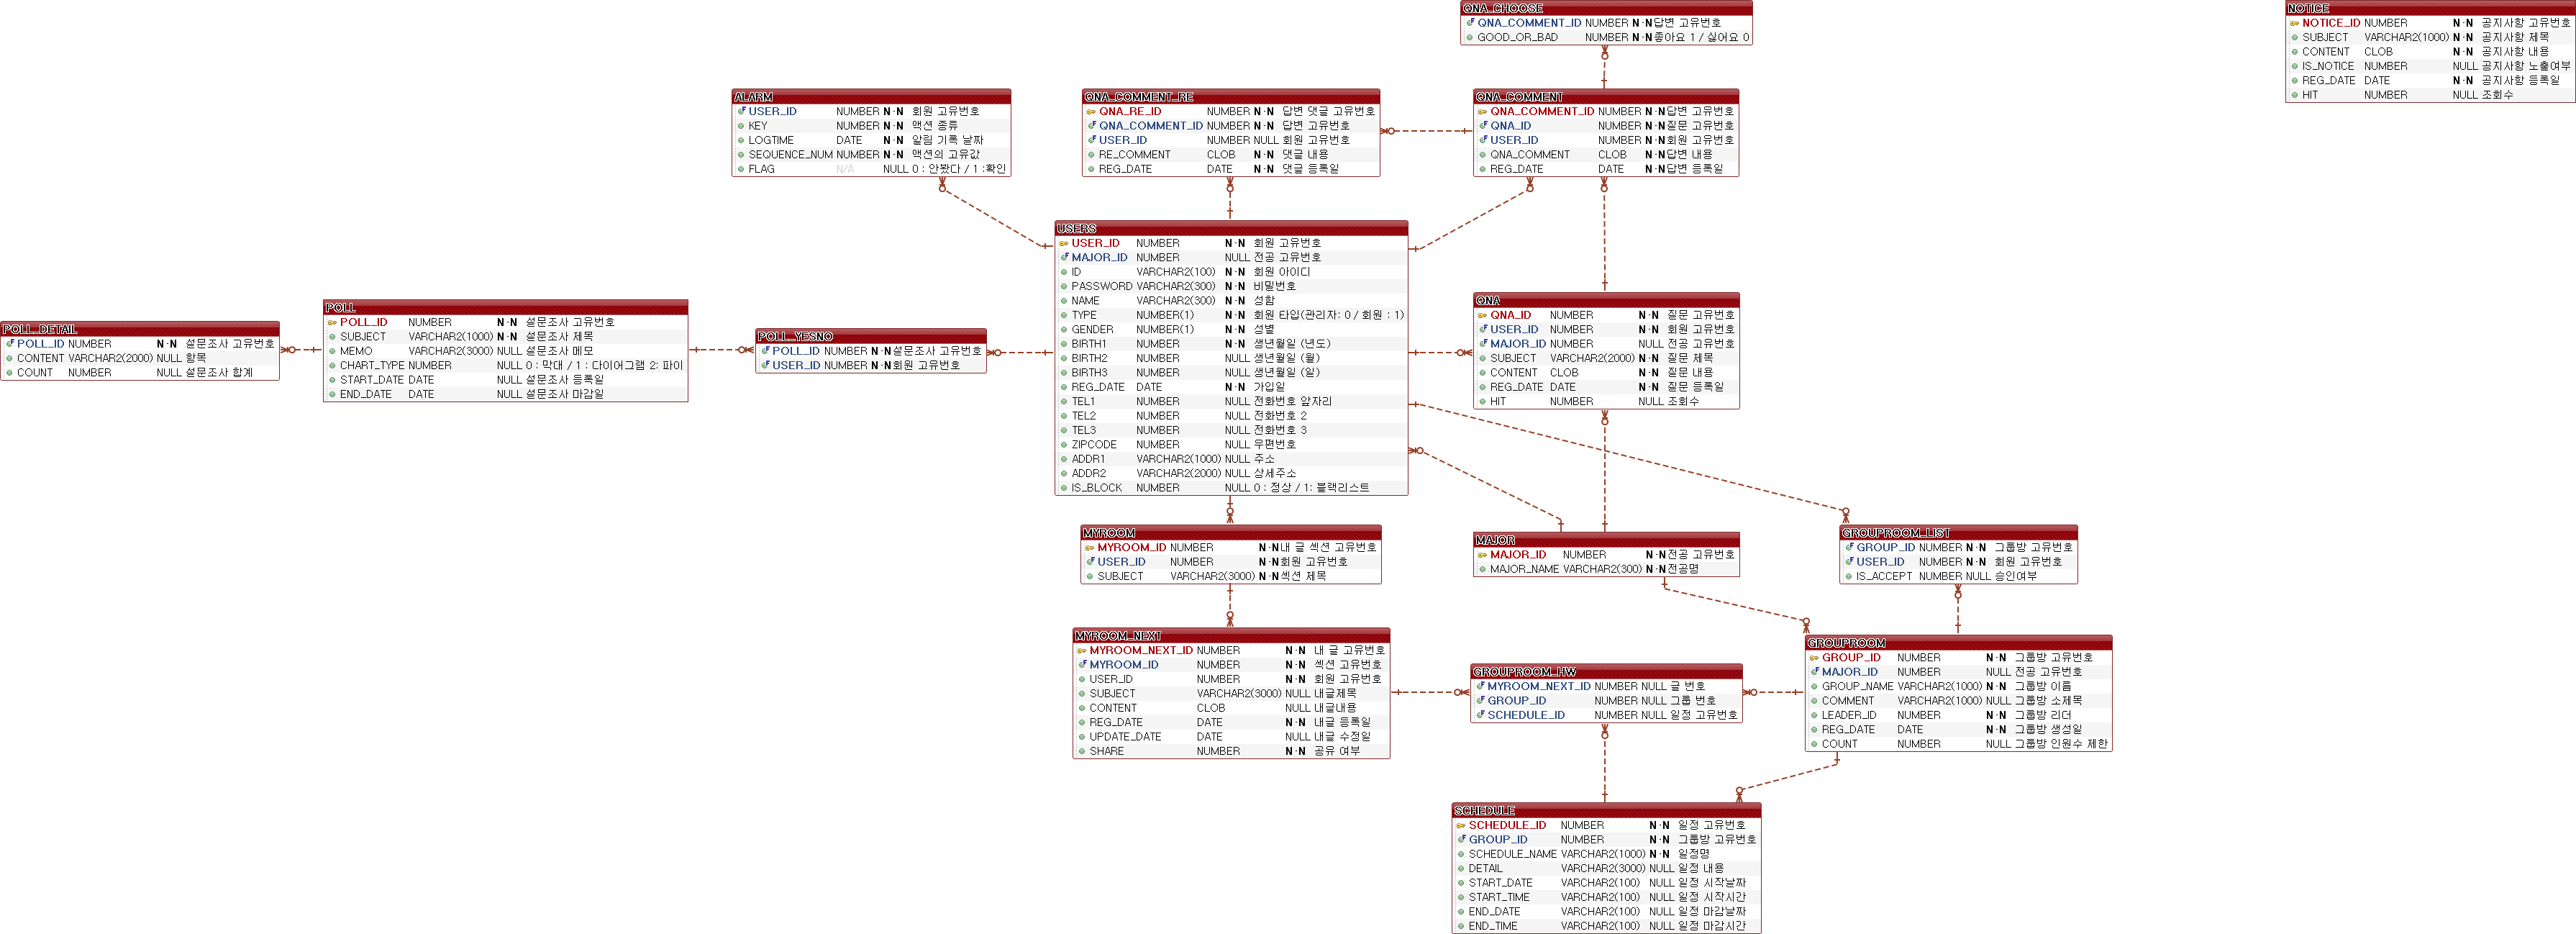 QNA_CHOOSE
QNA_COMMENT_ID NUMBER N·N 답변 고유번호
GOOD_OR_BAD NUMBER N·N 좋아요 1 / 싫어요 0
NOTICE
NOTICE_ID NUMBER N·N 공지사항 고유번호
SUBJECT VARCHAR2(1000) N·N 공지사항 제목
CONTENT CLOB N·N 공지사항 내용
IS_NOTICE NUMBER NULL 공지사항 노출여부
REG_DATE DATE N·N 공지사항 등록일
HIT NUMBER NULL 조회수
ALARM
USER_ID NUMBER N·N 회원 고유번호
KEY NUMBER N·N 액션 종류
LOGTIME DATE N·N 알림 기록 날짜
SEQUENCE_NUM NUMBER N·N 액션의 고유값
FLAG N/A NULL 0 : 안봤다 / 1 :확인
QNA_COMMENT_RE
QNA_RE_ID NUMBER N·N 답변 댓글 고유번호
QNA_COMMENT_ID NUMBER N·N 답변 고유번호
USER_ID NUMBER NULL 회원 고유번호
RE_COMMENT CLOB N·N 댓글 내용
REG_DATE DATE N·N 댓글 등록일
QNA_COMMENT
QNA_COMMENT_ID NUMBER N·N 답변 고유번호
QNA_ID NUMBER N·N 질문 고유번호
USER_ID NUMBER N·N 회원 고유번호
QNA_COMMENT CLOB N·N 답변 내용
REG_DATE DATE N·N 답변 등록일
USERS
USER_ID NUMBER N·N 회원 고유번호
MAJOR_ID NUMBER NULL 전공 고유번호
ID VARCHAR2(100) N·N 회원 아이디
PASSWORD VARCHAR2(300) N·N 비밀번호
NAME VARCHAR2(300) N·N 성함
TYPE NUMBER(1) N·N 회원 타입(관리자: 0 / 회원 : 1)
GENDER NUMBER(1) N·N 성별
BIRTH1 NUMBER N·N 생년월일 (년도)
BIRTH2 NUMBER NULL 생년월일 (월)
BIRTH3 NUMBER NULL 생년월일 (일)
REG_DATE DATE N·N 가입일
TEL1 NUMBER NULL 전화번호 앞자리
TEL2 NUMBER NULL 전화번호 2
TEL3 NUMBER NULL 전화번호 3
ZIPCODE NUMBER NULL 우편번호
ADDR1 VARCHAR2(1000) NULL 주소
ADDR2 VARCHAR2(2000) NULL 상세주소
IS_BLOCK NUMBER NULL 0 : 정상 / 1: 블랙리스트
POLL_DETAIL
POLL_ID NUMBER N·N 설문조사 고유번호
CONTENT VARCHAR2(2000) NULL 항목
COUNT NUMBER NULL 설문조사 합계
POLL
POLL_ID NUMBER N·N 설문조사 고유번호
SUBJECT VARCHAR2(1000) N·N 설문조사 제목
MEMO VARCHAR2(3000) NULL 설문조사 메모
CHART_TYPE NUMBER NULL 0 : 막대 / 1 : 다이어그램 2: 파이
START_DATE DATE NULL 설문조사 등록일
END_DATE DATE NULL 설문조사 마감일
POLL_YESNO
POLL_ID NUMBER N·N 설문조사 고유번호
USER_ID NUMBER N·N 회원 고유번호
QNA
QNA_ID NUMBER N·N 질문 고유번호
USER_ID NUMBER N·N 회원 고유번호
MAJOR_ID NUMBER NULL 전공 고유번호
SUBJECT VARCHAR2(2000) N·N 질문 제목
CONTENT CLOB N·N 질문 내용
REG_DATE DATE N·N 질문 등록일
HIT NUMBER NULL 조회수
MYROOM
MYROOM_ID NUMBER N·N 내 글 섹션 고유번호
USER_ID NUMBER N·N 회원 고유번호
SUBJECT VARCHAR2(3000) N·N 섹션 제목
MAJOR
MAJOR_ID NUMBER N·N 전공 고유번호
MAJOR_NAME VARCHAR2(300) N·N 전공명
GROUPROOM_LIST
GROUP_ID NUMBER N·N 그룹방 고유번호
USER_ID NUMBER N·N 회원 고유번호
IS_ACCEPT NUMBER NULL 승인여부
MYROOM_NEXT
MYROOM_NEXT_ID NUMBER N·N 내 글 고유번호
MYROOM_ID NUMBER N·N 섹션 고유번호
USER_ID NUMBER N·N 회원 고유번호
SUBJECT VARCHAR2(3000) NULL 내글제목
CONTENT CLOB NULL 내글내용
REG_DATE DATE N·N 내글 등록일
UPDATE_DATE DATE NULL 내글 수정일
SHARE NUMBER N·N 공유 여부
GROUPROOM_HW
MYROOM_NEXT_ID NUMBER NULL 글 번호
GROUP_ID NUMBER NULL 그룹 번호
SCHEDULE_ID NUMBER NULL 일정 고유번호
GROUPROOM
GROUP_ID NUMBER N·N 그룹방 고유번호
MAJOR_ID NUMBER NULL 전공 고유번호
GROUP_NAME VARCHAR2(1000) N·N 그룹방 이름
COMMENT VARCHAR2(1000) NULL 그룹방 소제목
LEADER_ID NUMBER N·N 그룹방 리더
REG_DATE DATE N·N 그룹방 생성일
COUNT NUMBER NULL 그룹방 인원수 제한
SCHEDULE
SCHEDULE_ID NUMBER N·N 일정 고유번호
GROUP_ID NUMBER N·N 그룹방 고유번호
SCHEDULE_NAME VARCHAR2(1000) N·N 일정명
DETAIL VARCHAR2(3000) NULL 일정 내용
START_DATE VARCHAR2(100) NULL 일정 시작날짜
START_TIME VARCHAR2(100) NULL 일정 시작시간
END_DATE VARCHAR2(100) NULL 일정 마감날짜
END_TIME VARCHAR2(100) NULL 일정 마감시간